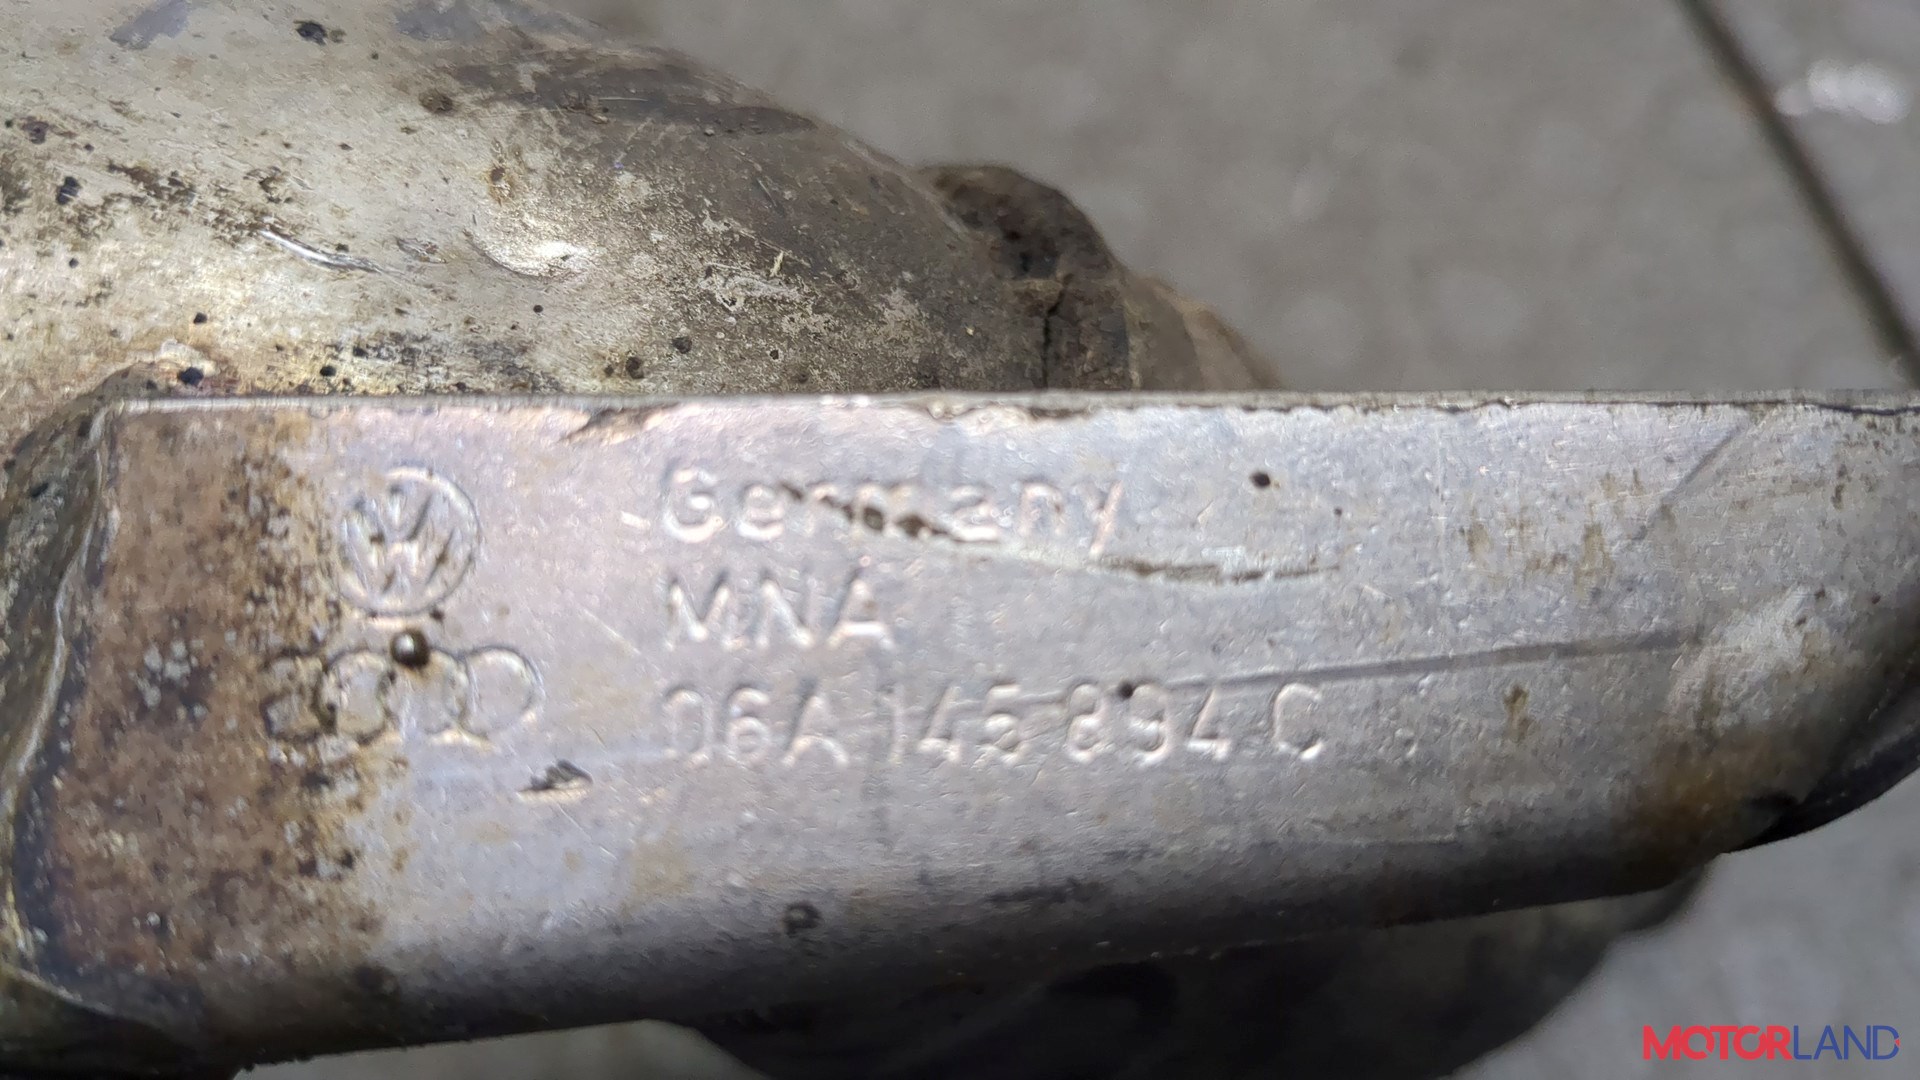 Germany
MNA
06A 145 894 C
MOTORLAND